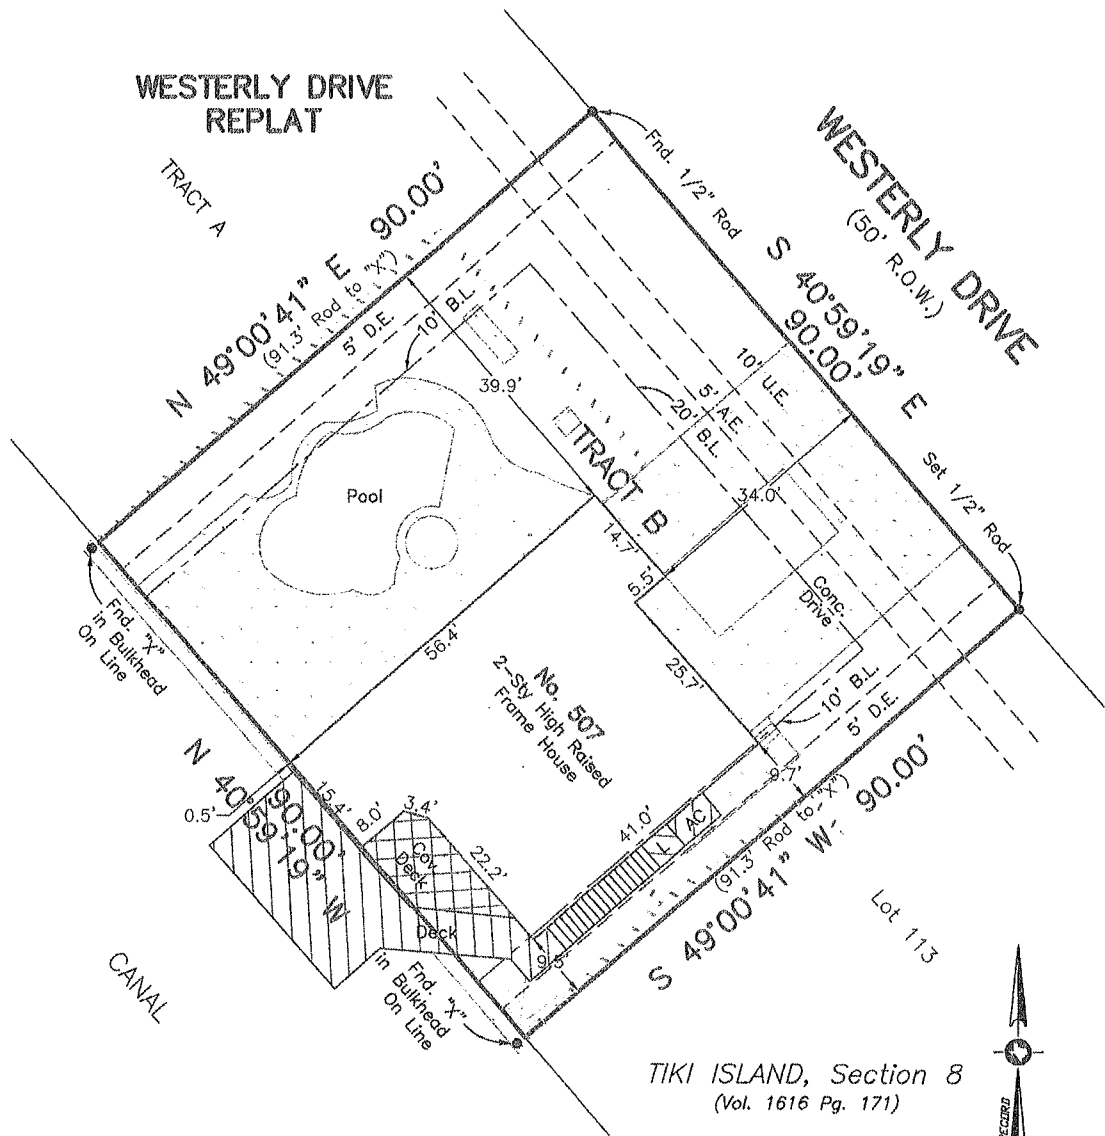 WESTERLY DRIVE
REPLAT
TRACT A
N 49°00'41" E 90.00'
(91.3' Rod to "X")
5' D.E.
10' B.L.
Fnd. 1/2" Rod
WESTERLY DRIVE
(50' R.O.W.)
S 40°59'19" E
90.00'
10' U.E.
5' A.E.
20' B.L.
Set 1/2" Rod
39.9'
TRACT B
Pool
34.0'
14.7'
5.5'
Conc.
Drive
Fnd. "X"
in Bulkhead
On Line
56.4'
25.7'
No. 507
2-Sty High Raised
Frame House
10' B.L.
5' D.E.
9.7'
N 40°59'19" W
90.00'
0.5'
15.4'
8.0'
3.4'
22.2'
41.0'
AC
L
Cov.
Deck
Deck
9.5'
(91.3' Rod to "X")
S 49°00'41" W 90.00'
Lot 113
CANAL
Fnd. "X"
in Bulkhead
On Line
TIKI ISLAND, Section 8
(Vol. 1616 Pg. 171)
RECORD